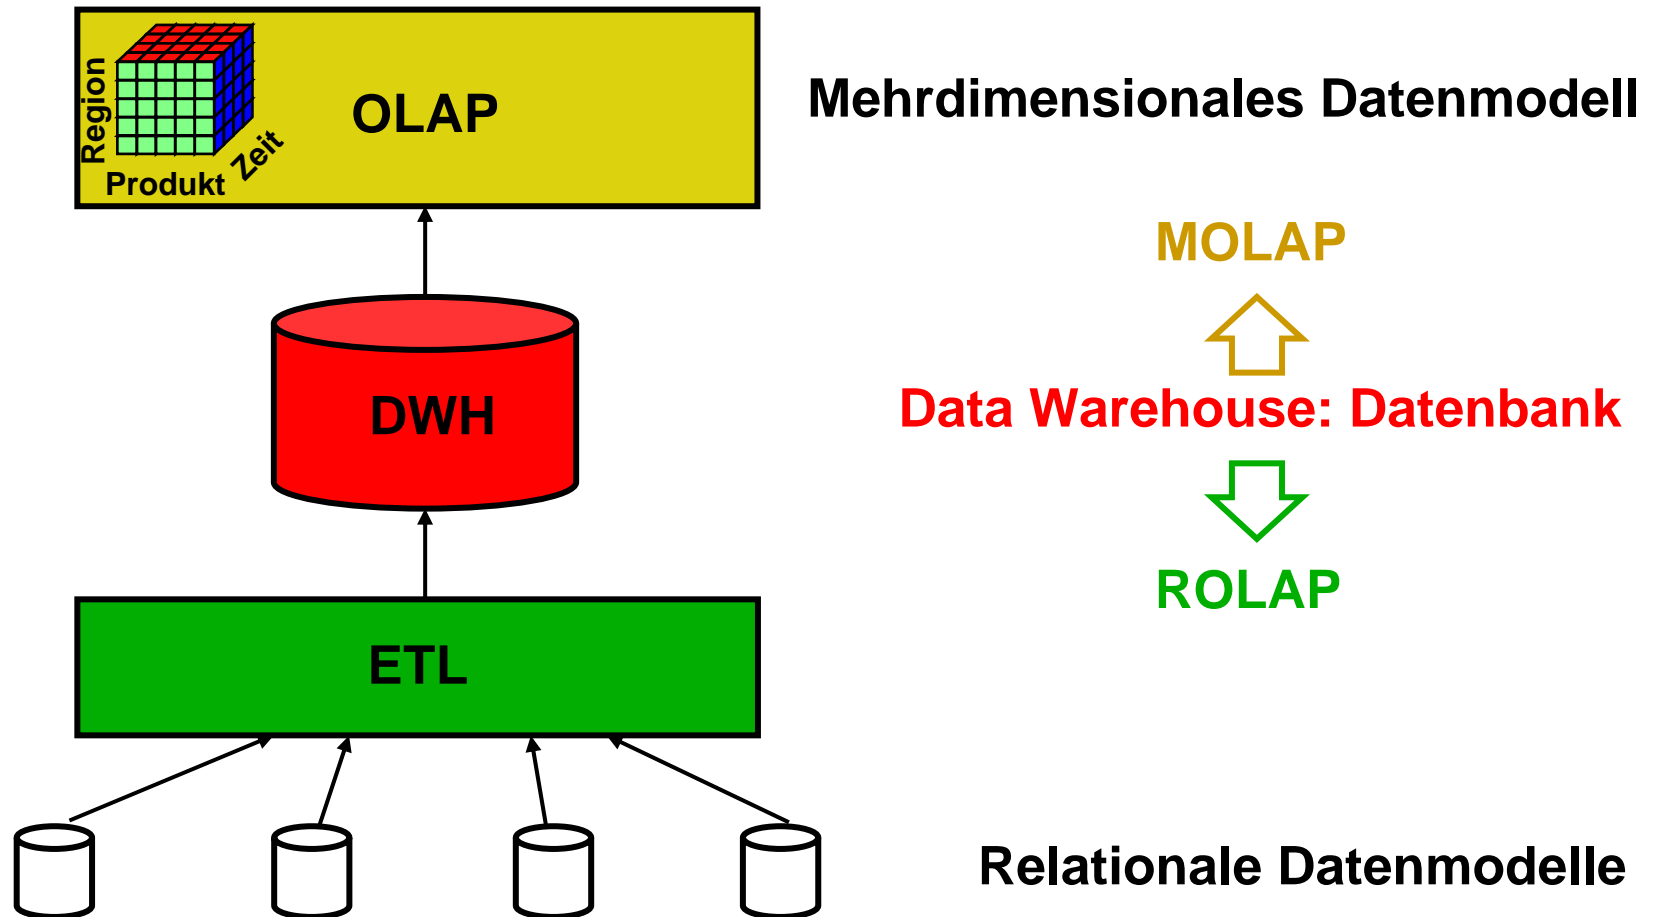 Region
Produkt
Zeit
OLAP
Mehrdimensionales Datenmodell
MOLAP
DWH
Data Warehouse: Datenbank
ROLAP
ETL
Relationale Datenmodelle